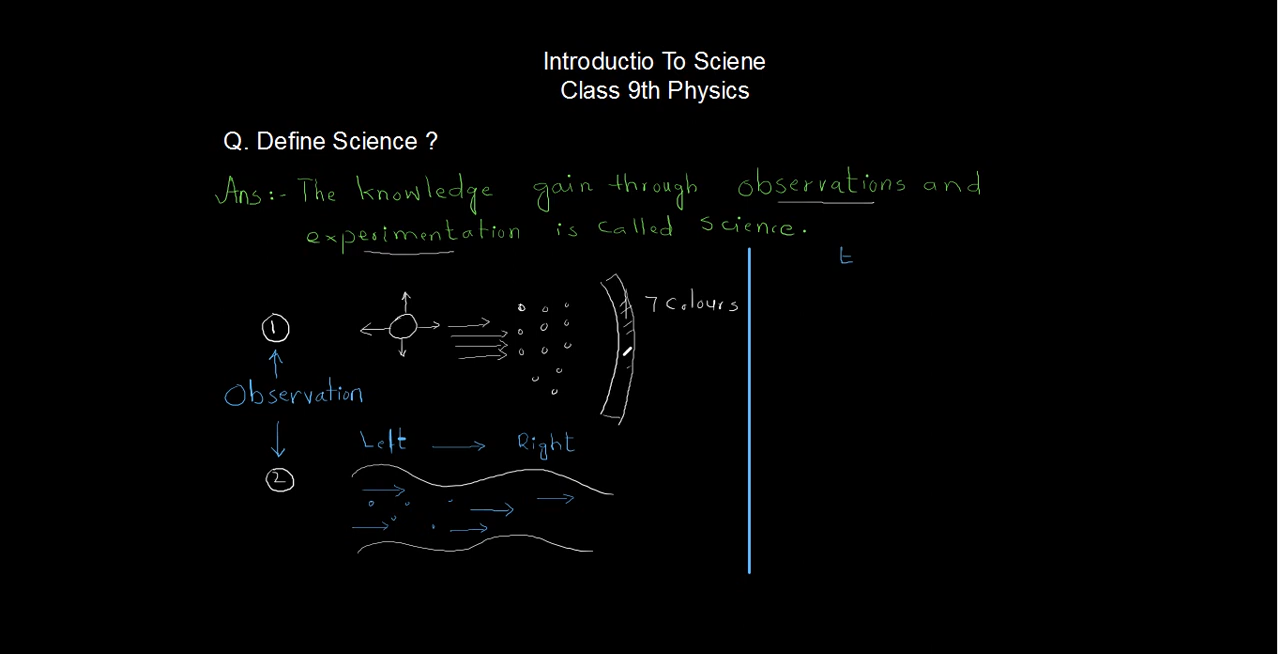 Introductio To Sciene
Class 9th Physics
Q. Define Science ?
Ans:- The knowledge gain through observations and
experimentation is called science.
t
7 colours
1
Observation
Left → Right
2